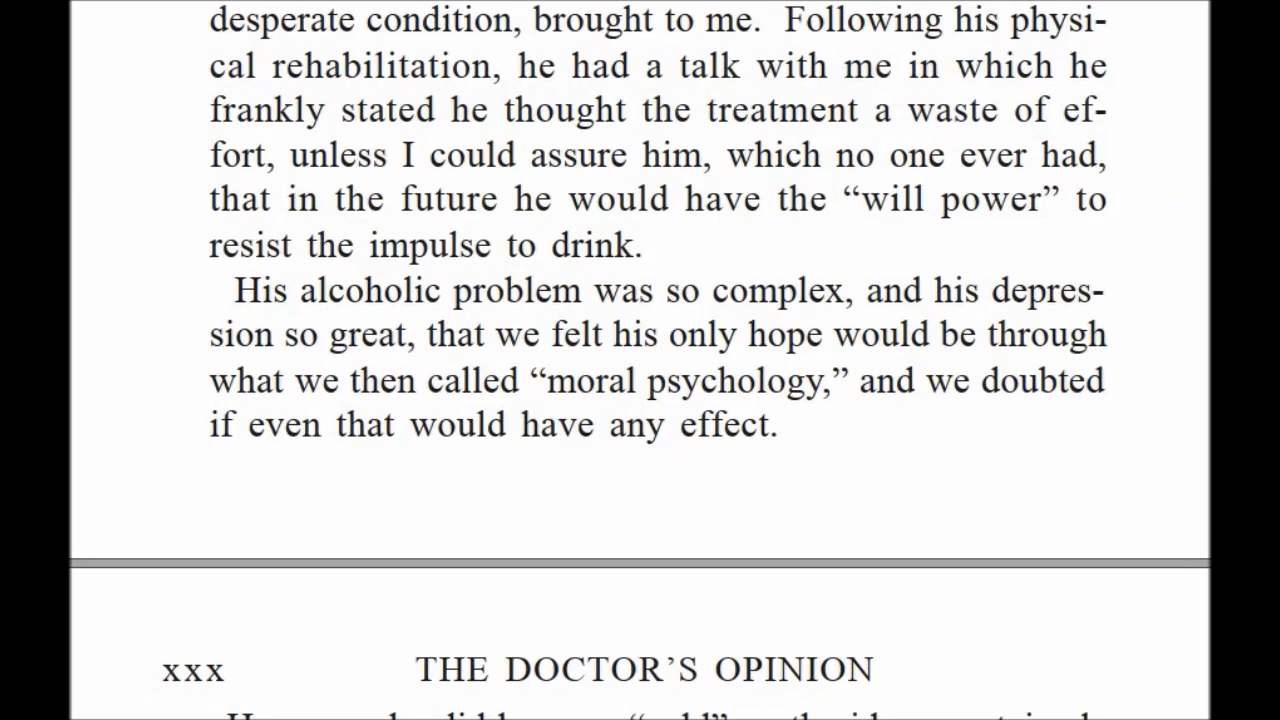 desperate condition, brought to me. Following his physi-
cal rehabilitation, he had a talk with me in which he
frankly stated he thought the treatment a waste of ef-
fort, unless I could assure him, which no one ever had,
that in the future he would have the “will power” to
resist the impulse to drink.
His alcoholic problem was so complex, and his depres-
sion so great, that we felt his only hope would be through
what we then called “moral psychology,” and we doubted
if even that would have any effect.
xxx THE DOCTOR’S OPINION